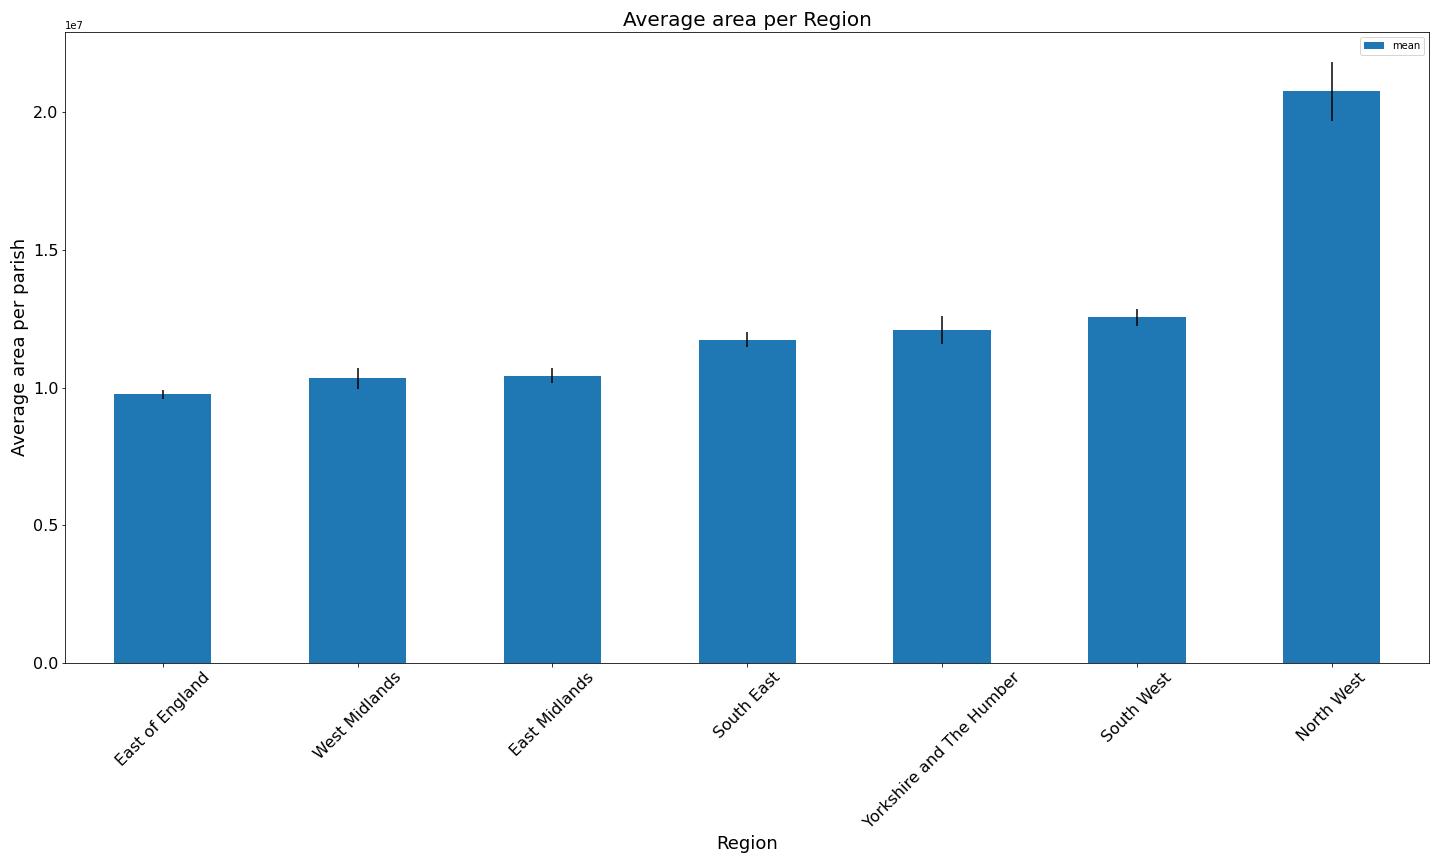 Average area per Region
1e7
mean
2.0
1.5
1.0
0.5
0.0
Average area per parish
East of England
West Midlands
East Midlands
South East
Yorkshire and The Humber
South West
North West
Region